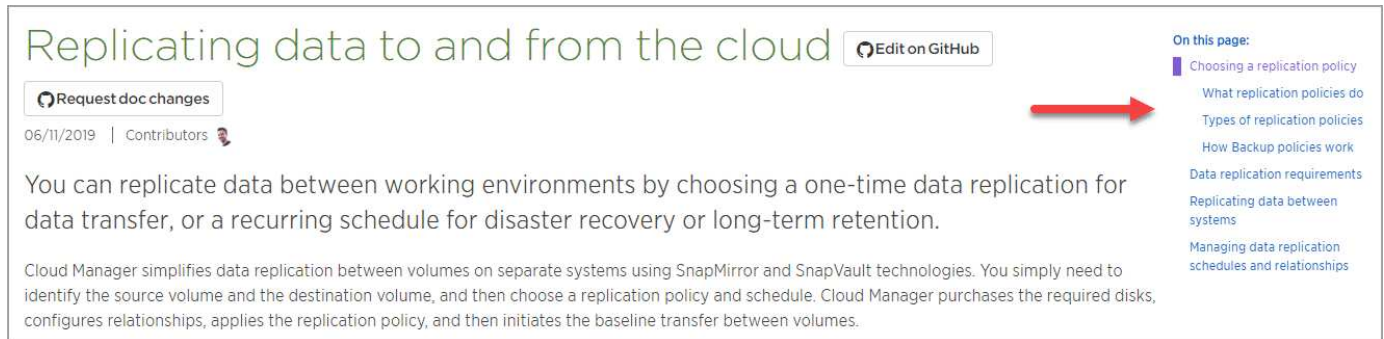 Replicating data to and from the cloud
Edit on GitHub
Request doc changes
06/11/2019 | Contributors
You can replicate data between working environments by choosing a one-time data replication for
data transfer, or a recurring schedule for disaster recovery or long-term retention.
Cloud Manager simplifies data replication between volumes on separate systems using SnapMirror and SnapVault technologies. You simply need to
identify the source volume and the destination volume, and then choose a replication policy and schedule. Cloud Manager purchases the required disks,
configures relationships, applies the replication policy, and then initiates the baseline transfer between volumes.
On this page:
Choosing a replication policy
What replication policies do
Types of replication policies
How Backup policies work
Data replication requirements
Replicating data between
systems
Managing data replication
schedules and relationships